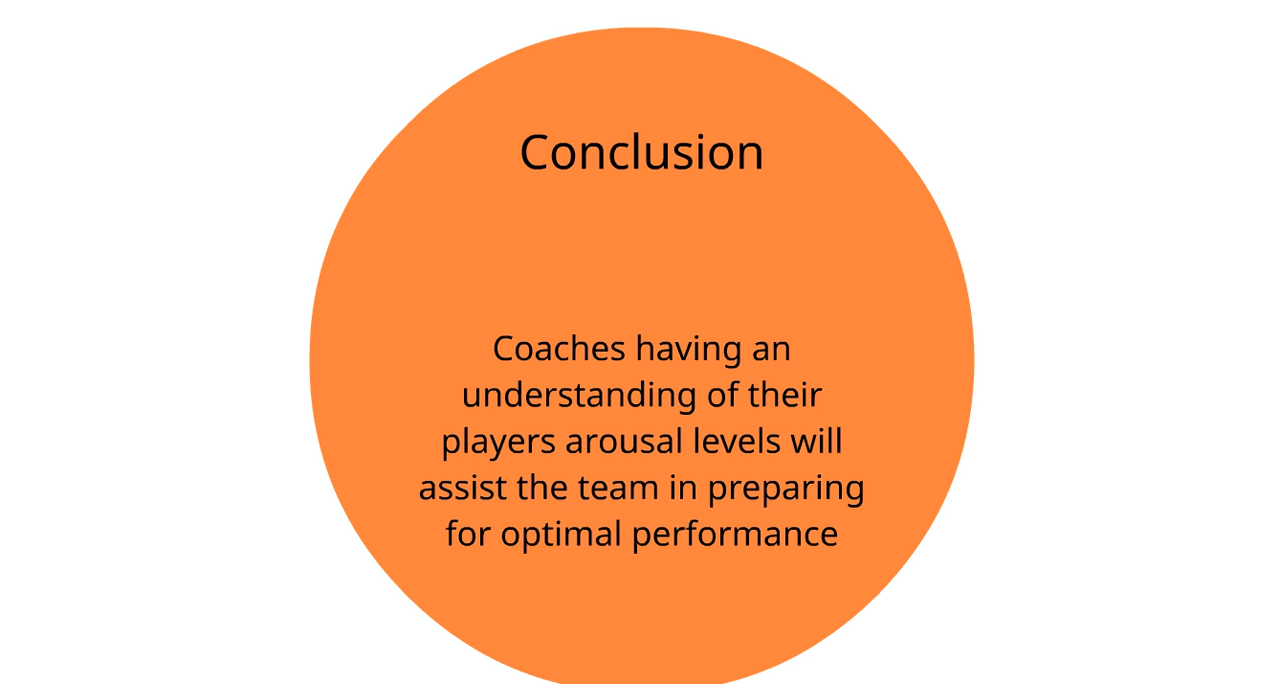 Conclusion
Coaches having an
understanding of their
players arousal levels will
assist the team in preparing
for optimal performance